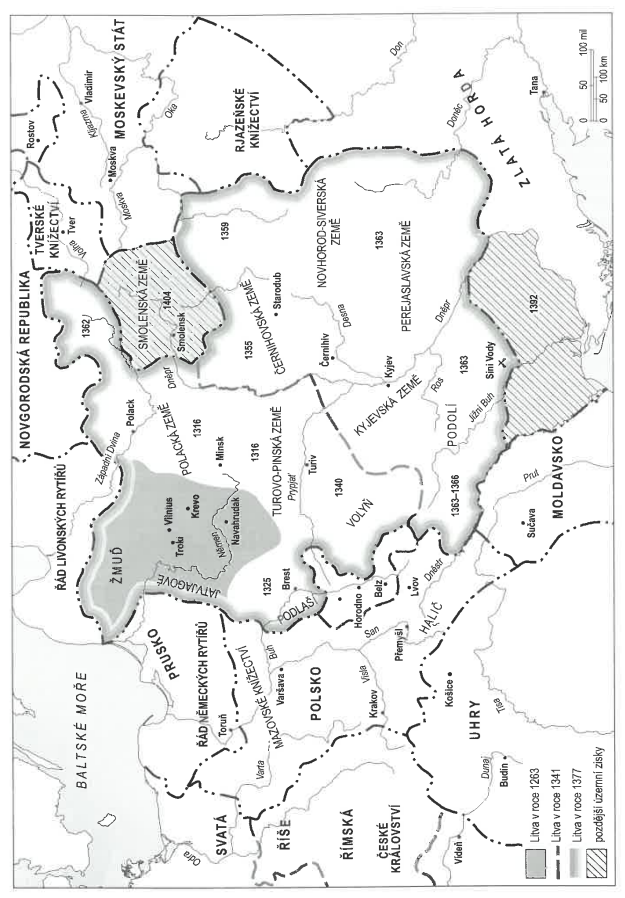 NOVGORODSKÁ REPUBLIKA
TVERSKÉ
KNÍŽECTVÍ
Tver
Volha
Rostov
Kljazma
Vladimir
MOSKEVSKÝ STÁT
Moskva
Moskva
Oka
RJAZEŇSKÉ
KNÍŽECTVÍ
Don
ZLATÁ HORDA
Doněc
Tana
0 50 100 mil
0 50 100 km
BALTSKÉ MOŘE
ŘÁD LIVONSKÝCH RYTÍŘŮ
Západní Dvina
Polack
1362
SMOLENSKÁ ZEMĚ
1404
Smolensk
Dněpr
1359
ŽMUĎ
Vilnius
Troki
Krevo
Navahrudak
Němen
JATVJAGOVÉ
POLACKÁ ZEMĚ
1316
Minsk
1316
TUROVO-PINSKÁ ZEMĚ
Prypjať
Turiv
1355
ČERNIHOVSKÁ ZEMĚ
Starodub
NOVHOROD-SIVERSKÁ
ZEMĚ
Desna
Černihiv
1363
PEREJASLAVSKÁ ZEMĚ
Dněpr
Kyjev
KYJEVSKÁ ZEMĚ
Ros
PRUSKO
ŘÁD NĚMECKÝCH RYTÍŘŮ
Toruň
MAZOVSKÉ KNÍŽECTVÍ
Buh
Varšava
1325
Brest
PODLAŠÍ
1340
VOLYŇ
PODOLÍ
1363
Jižní Buh
Siní Vody
1392
1363–1366
Horodno
Belz
Lvov
Dněstr
HALIČ
San
Přemyšl
POLSKO
Visla
Krakov
Varta
Odra
SVATÁ
ŘÍŠE
ŘÍMSKÁ
ČESKÉ
KRÁLOVSTVÍ
Vídeň
Dunaj
Budín
UHRY
Košice
Tisa
MOLDAVSKO
Sučava
Prut
Litva v roce 1263
Litva v roce 1341
Litva v roce 1377
pozdější územní zisky